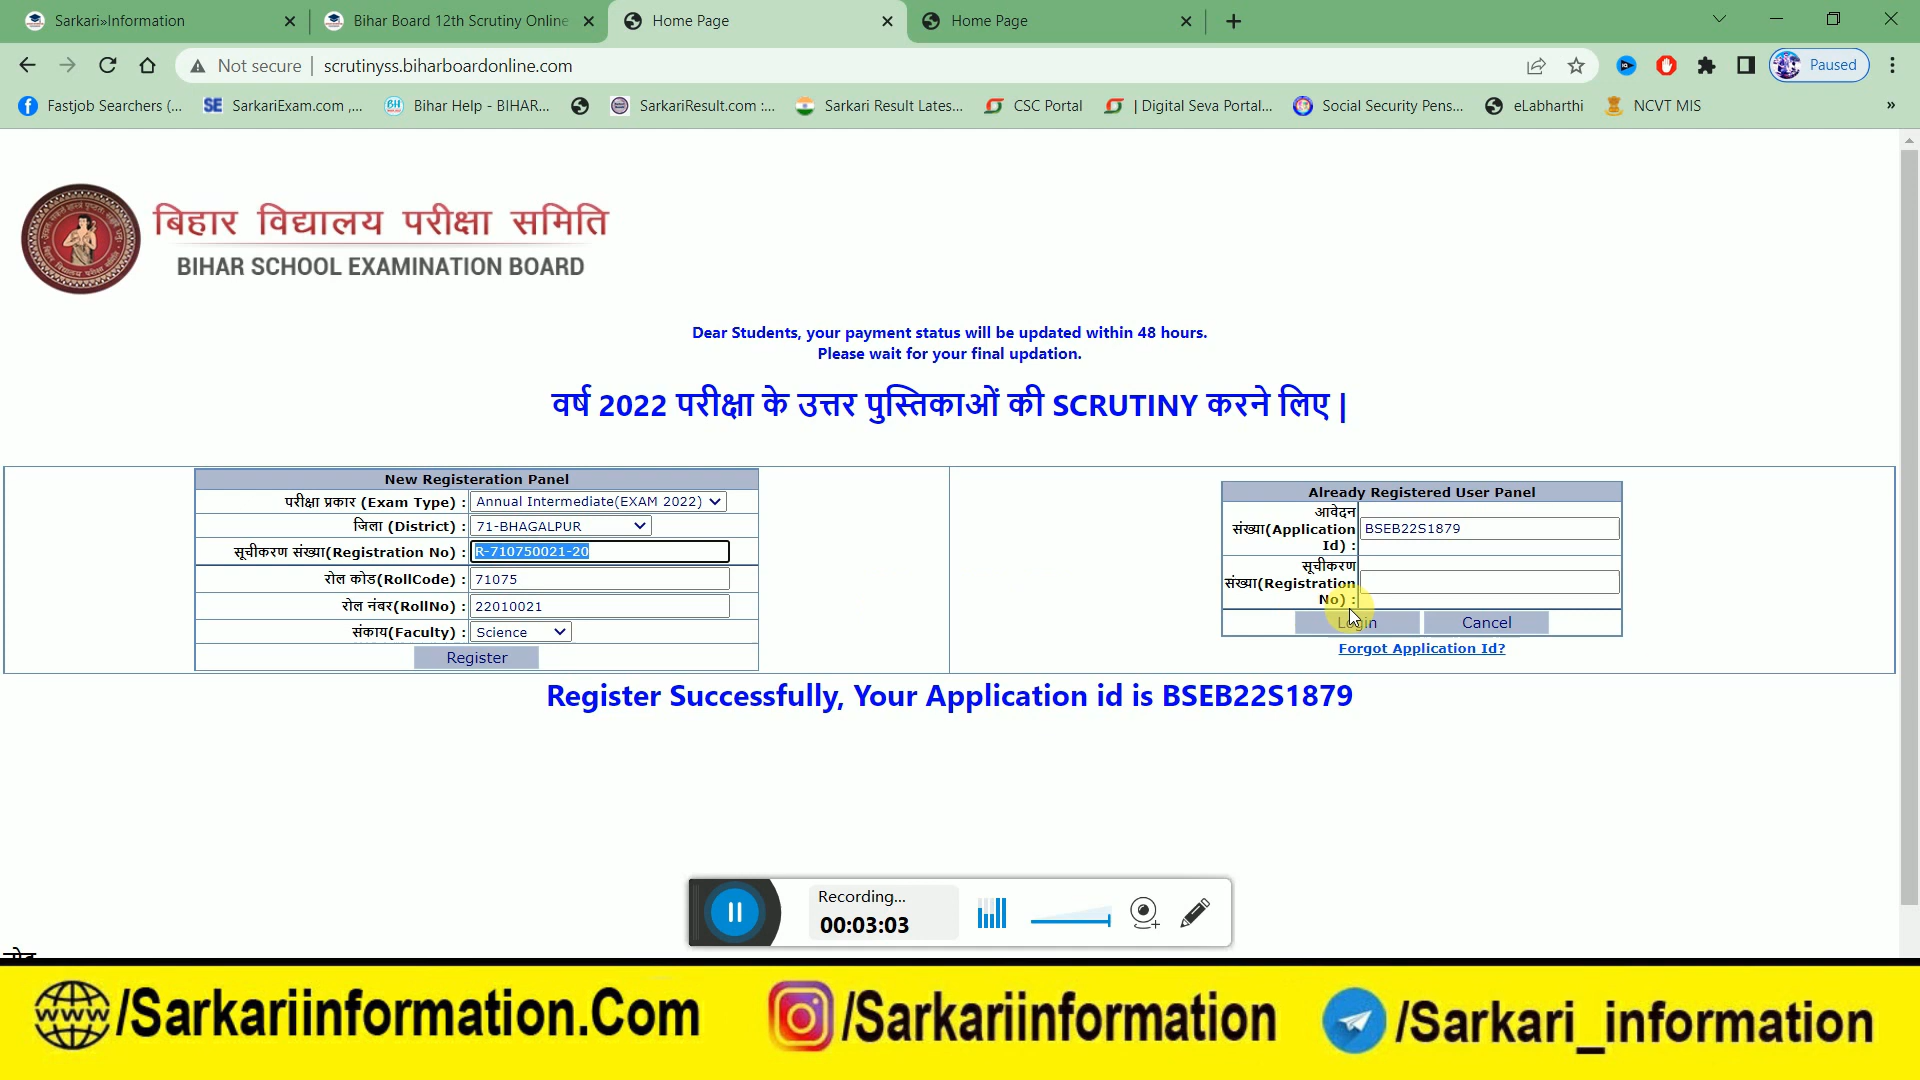 Sarkari»Information
Bihar Board 12th Scrutiny Online
Home Page
Home Page
Not secure | scrutinyss.biharboardonline.com
Paused
Fastjob Searchers (...
SE SarkariExam.com ,...
BH Bihar Help - BIHAR...
SarkariResult.com :...
Sarkari Result Lates...
CSC Portal
| Digital Seva Portal...
Social Security Pens...
eLabharthi
NCVT MIS
»
बिहार विद्यालय परीक्षा समिति
BIHAR SCHOOL EXAMINATION BOARD
Dear Students, your payment status will be updated within 48 hours.
Please wait for your final updation.
वर्ष 2022 परीक्षा के उत्तर पुस्तिकाओं की SCRUTINY करने लिए |
New Registeration Panel
परीक्षा प्रकार (Exam Type) : Annual Intermediate(EXAM 2022)
जिला (District) : 71-BHAGALPUR
सूचीकरण संख्या(Registration No) : R-710750021-20
रोल कोड(RollCode) : 71075
रोल नंबर(RollNo) : 22010021
संकाय(Faculty) : Science
Register
Already Registered User Panel
आवेदन
संख्या(Application BSEB22S1879
Id) :
सूचीकरण
संख्या(Registration
No) :
Login Cancel
Forgot Application Id?
Register Successfully, Your Application id is BSEB22S1879
Recording...
00:03:03
www /Sarkariinformation.Com
/Sarkariinformation
/Sarkari_information